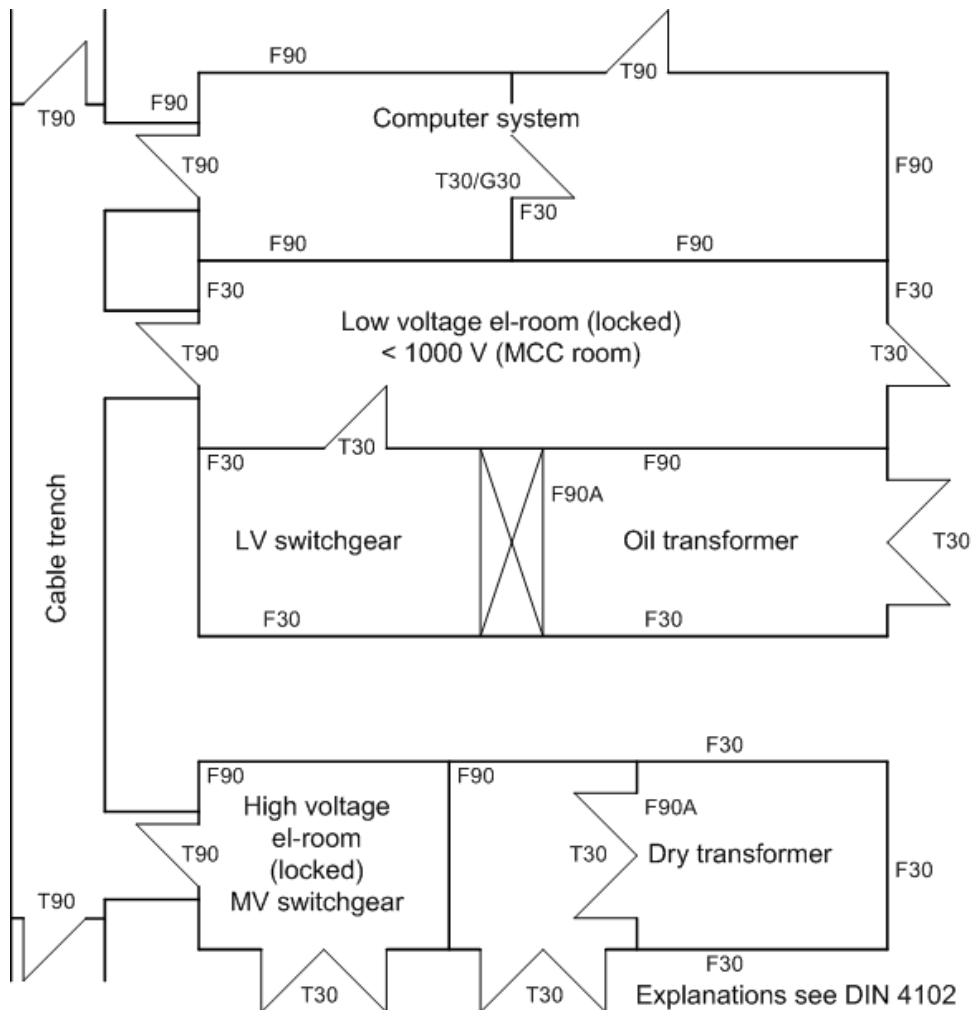 F90
T90
T90
F90
Computer system
T90
T30/G30
F90
F30
F90
F90
F30
F30
Low voltage el-room (locked)
< 1000 V (MCC room)
T90
T30
T30
F30
F90
F90A
Cable trench
LV switchgear
Oil transformer
T30
F30
F30
F30
F90
F90
High voltage
el-room
(locked)
MV switchgear
F90A
T90
T30
Dry transformer
F30
T90
F30
T30
T30
Explanations see DIN 4102